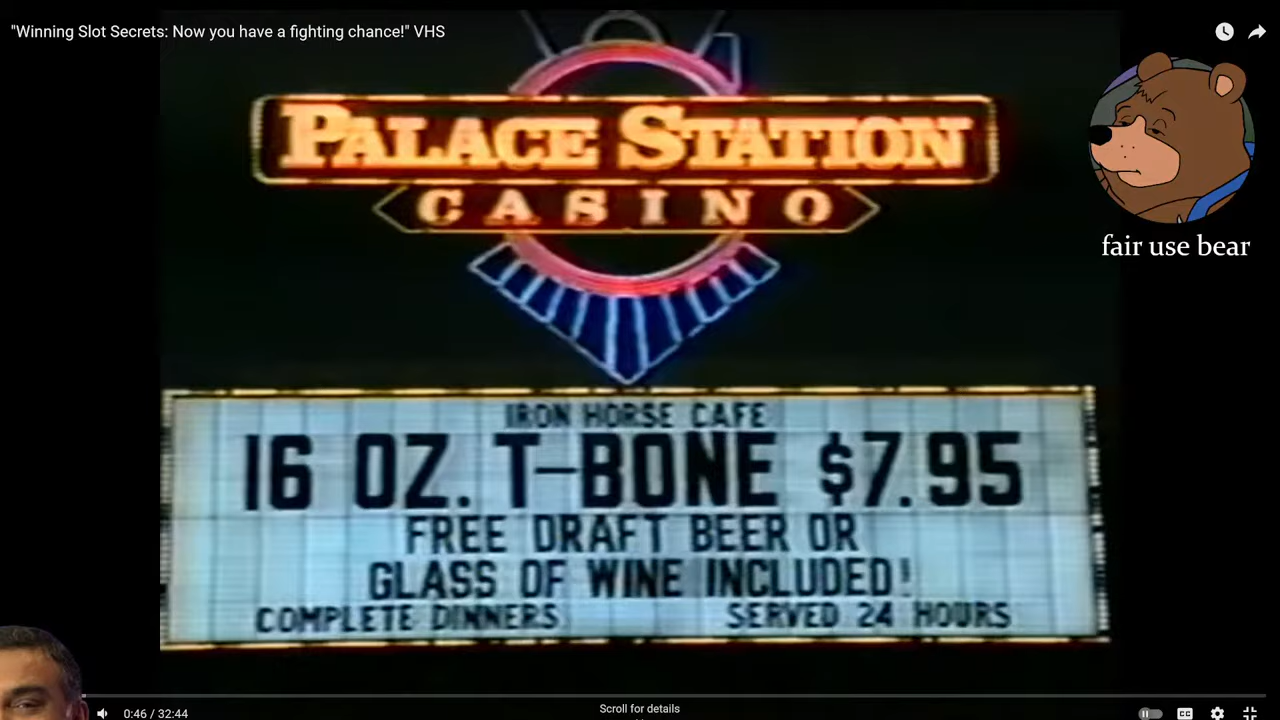 "Winning Slot Secrets: Now you have a fighting chance!" VHS
PALACE STATION
CASINO
fair use bear
IRON HORSE CAFE
16 OZ. T-BONE $7.95
FREE DRAFT BEER OR
GLASS OF WINE INCLUDED!
COMPLETE DINNERS SERVED 24 HOURS
0:46 / 32:44
Scroll for details
CC